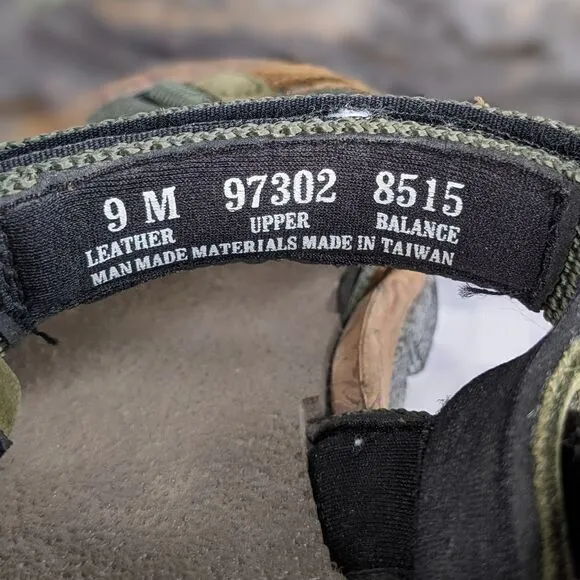 9 M 97302 8515
LEATHER UPPER BALANCE
MAN MADE MATERIALS MADE IN TAIWAN